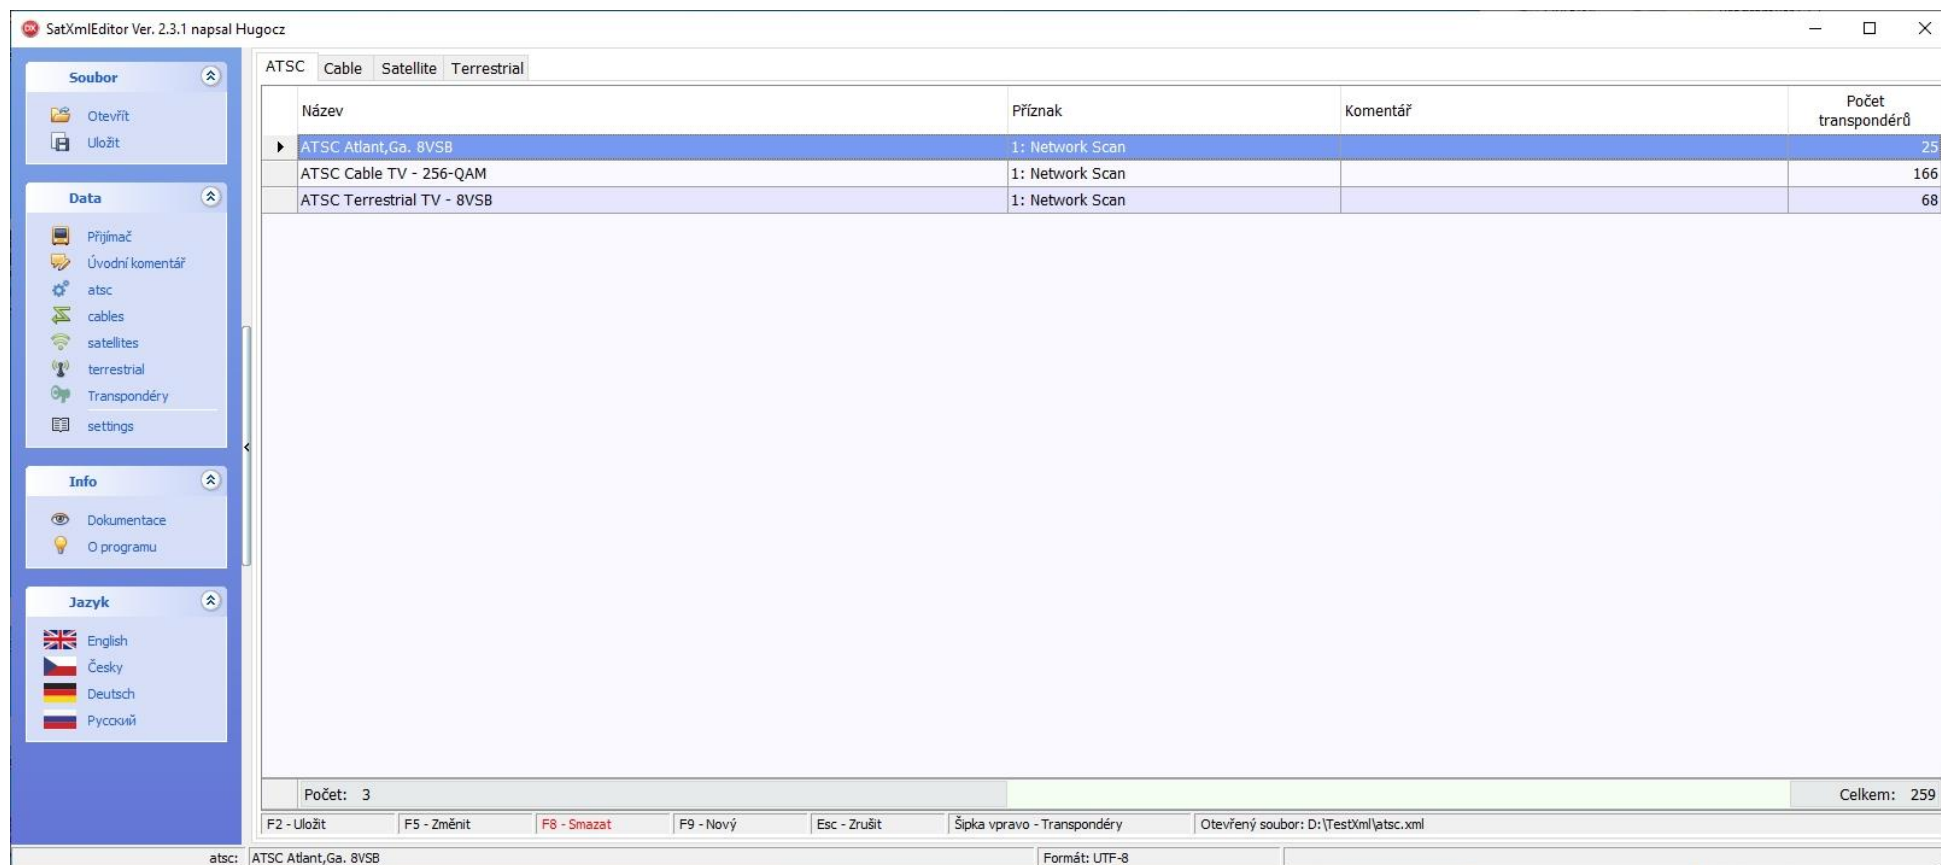 SatXmlEditor Ver. 2.3.1 napsal Hugocz
Soubor
Otevřít
Uložit
Data
Přijímač
Úvodní komentář
atsc
cables
satellites
terrestrial
Transpondéry
settings
Info
Dokumentace
O programu
Jazyk
English
Česky
Deutsch
Русский
ATSC Cable Satellite Terrestrial
Název Příznak Komentář Počet transpondérů
ATSC Atlant,Ga. 8VSB 1: Network Scan 25
ATSC Cable TV - 256-QAM 1: Network Scan 166
ATSC Terrestrial TV - 8VSB 1: Network Scan 68
Počet: 3 Celkem: 259
F2 - Uložit F5 - Změnit F8 - Smazat F9 - Nový Esc - Zrušit Šipka vpravo - Transpondéry Otevřený soubor: D:\TestXml\atsc.xml
atsc: ATSC Atlant,Ga. 8VSB Formát: UTF-8